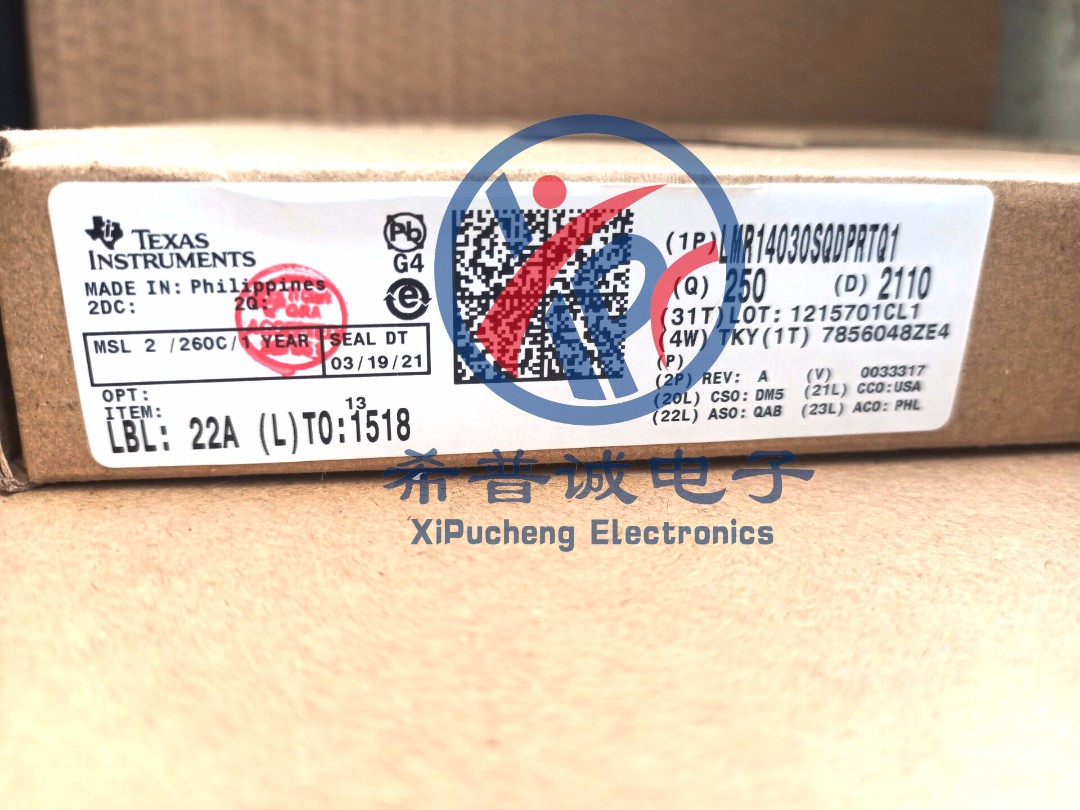 TEXAS
INSTRUMENTS
MADE IN: Philippines
2DC: 2Q:
MSL 2 /260C/1 YEAR
SEAL DT
03/19/21
OPT:
ITEM: 13
LBL: 22A (L)TO:1518
Pb
G4
e3
(1P)LMR14030SQDPRTQ1
(Q) 250 (D) 2110
(31T)LOT: 1215701CL1
(4W) TKY(1T) 7856048ZE4
(P)
(2P) REV: A (V) 0033317
(20L) CSO: DM5 (21L) CCO:USA
(22L) ASO: QAB (23L) ACO: PHL
QRA
希普诚电子
XiPucheng Electronics